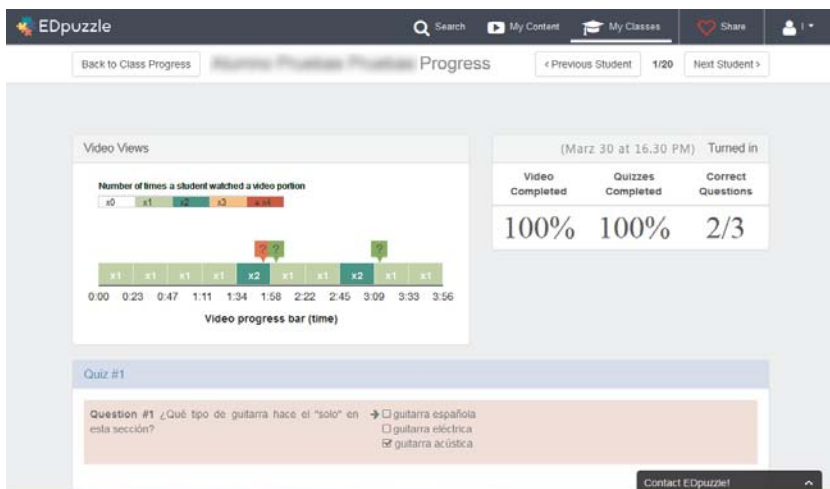 EDpuzzle Search My Content My Classes Share
Back to Class Progress Progress < Previous Student 1/20 Next Student >
Video Views
(Marz 30 at 16.30 PM) Turned in
Number of times a student watched a video portion
x0 x1 x2 x3
Video Completed Quizzes Completed Correct Questions
100% 100% 2/3
? ? ?
x1 x1 x1 x1 x2 x1 x1 x2 x1 x1
0:00 0:23 0:47 1:11 1:34 1:58 2:22 2:45 3:09 3:33 3:56
Video progress bar (time)
Quiz #1
Question #1 ¿Qué tipo de guitarra hace el "solo" en
esta sección?
guitarra española
guitarra eléctrica
guitarra acústica
Contact EDpuzzle!